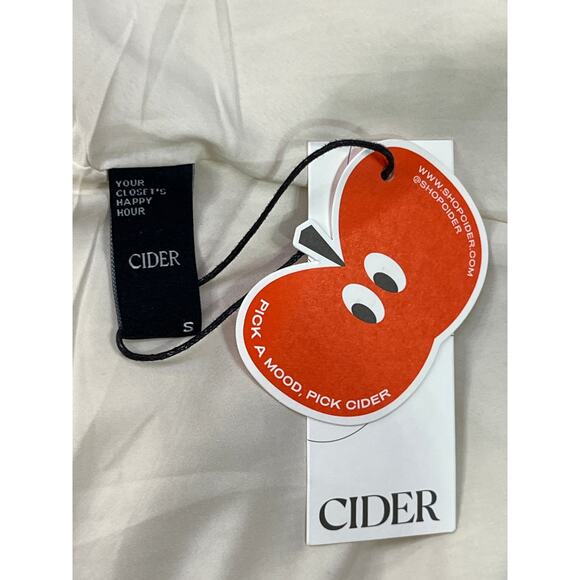 YOUR
CLOSET'S
HAPPY
HOUR
CIDER
S
WWW.SHOPCIDER.COM
@SHOPCIDER
PICK A MOOD, PICK CIDER
CIDER